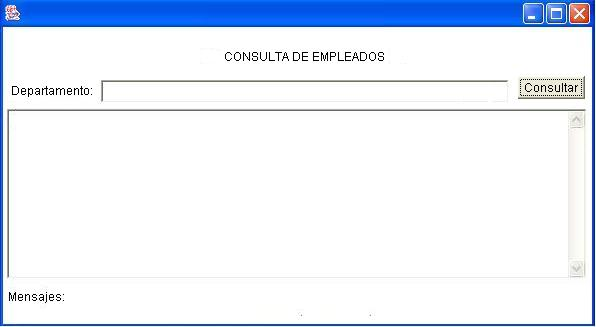 CONSULTA DE EMPLEADOS
Departamento:
Consultar
Mensajes: